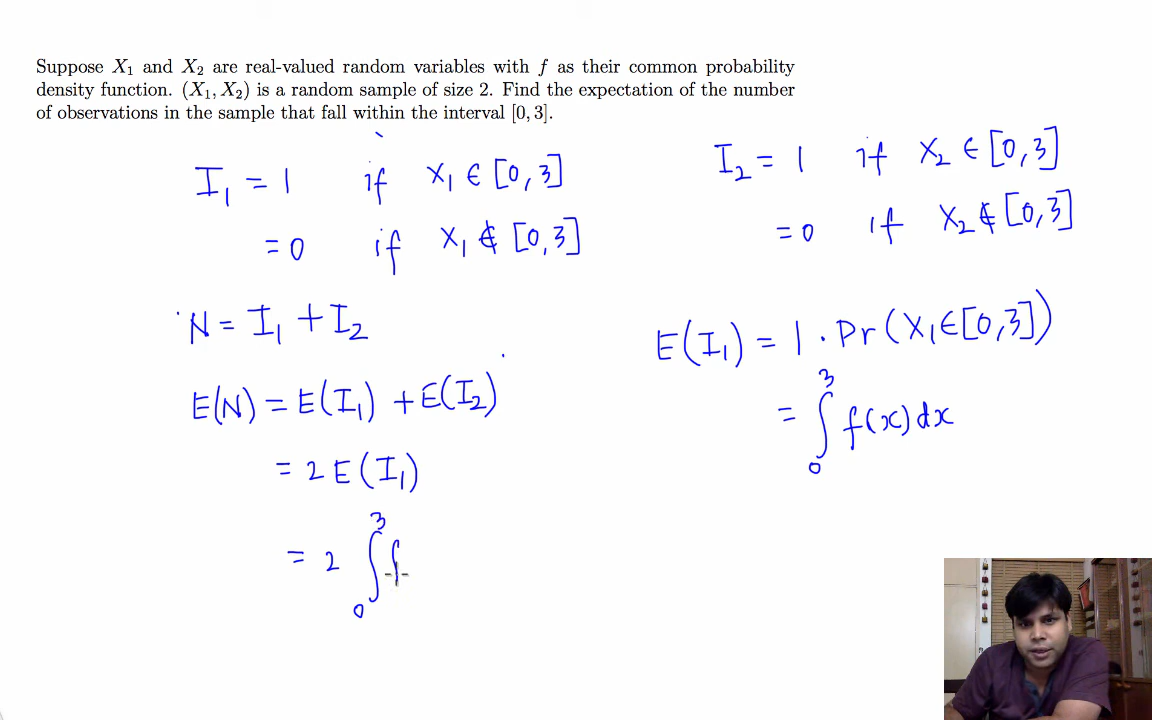 Suppose X₁ and X₂ are real-valued random variables with f as their common probability
density function. (X₁, X₂) is a random sample of size 2. Find the expectation of the number
of observations in the sample that fall within the interval [0, 3].
I₁ = 1 if X₁ ∈ [0,3]
= 0 if X₁ ∉ [0,3]
N = I₁ + I₂
E(N) = E(I₁) + E(I₂)
= 2 E(I₁)
= 2 ∫₀³ f
I₂ = 1 if X₂ ∈ [0,3]
= 0 if X₂ ∉ [0,3]
E(I₁) = 1 . Pr(X₁ ∈ [0,3])
= ∫₀³ f(x) dx